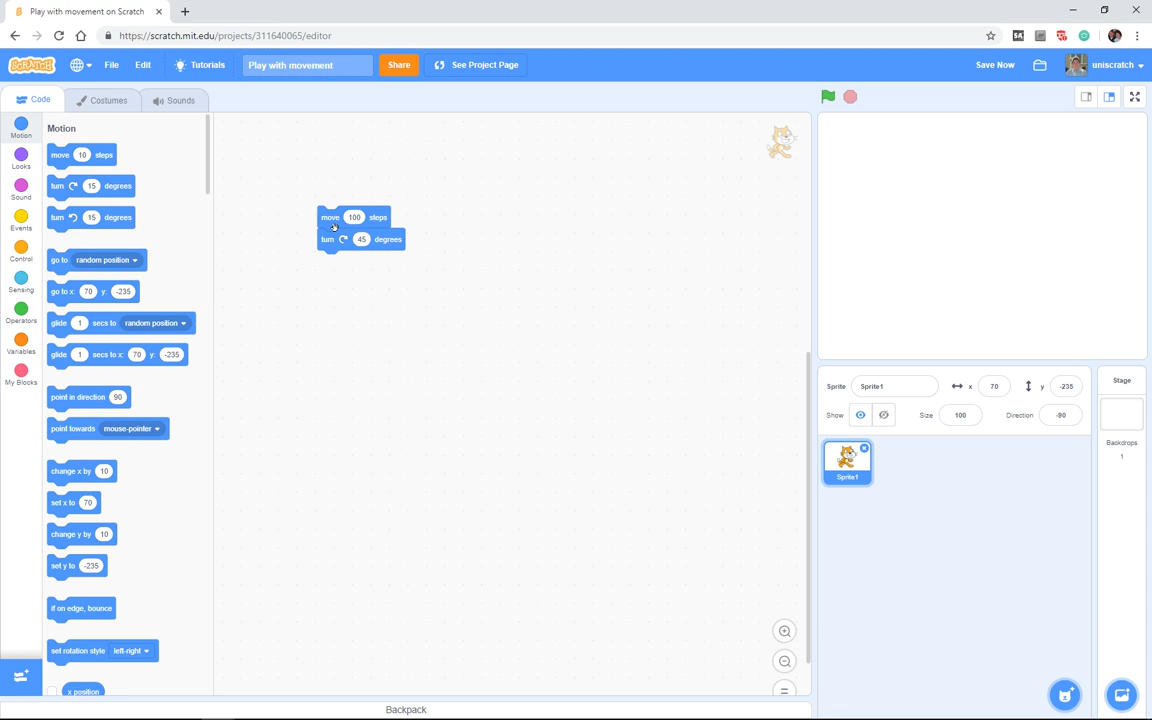 Play with movement on Scratch
https://scratch.mit.edu/projects/311640065/editor
SCRATCH File Edit Tutorials Play with movement Share See Project Page Save Now uniscratch
Code Costumes Sounds
Motion
Looks
Sound
Events
Control
Sensing
Operators
Variables
My Blocks
Motion
move 10 steps
turn 15 degrees
turn 15 degrees
go to random position
go to x: 70 y: -235
glide 1 secs to random position
glide 1 secs to x: 70 y: -235
point in direction 90
point towards mouse-pointer
change x by 10
set x to 70
change y by 10
set y to -235
if on edge, bounce
set rotation style left-right
x position
move 100 steps
turn 45 degrees
Sprite Sprite1 x 70 y -235
Show Size 100 Direction -90
Sprite1
Stage
Backdrops
1
Backpack